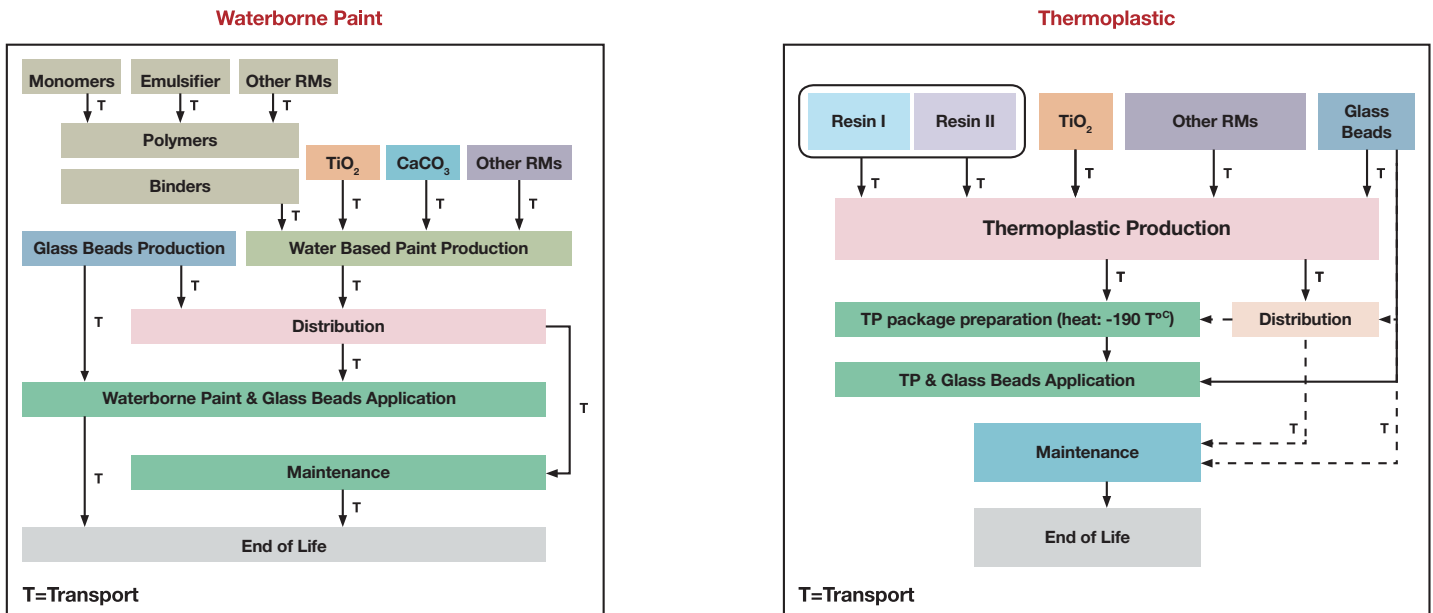 Waterborne Paint
Monomers
Emulsifier
Other RMs
T
T
T
Polymers
Binders
TiO₂
CaCO₃
Other RMs
T
T
T
T
Glass Beads Production
Water Based Paint Production
T
T
T
Distribution
T
T
Waterborne Paint & Glass Beads Application
T
Maintenance
T
End of Life
T=Transport
Thermoplastic
Resin I
Resin II
TiO₂
Other RMs
Glass
Beads
T
T
T
T
T
Thermoplastic Production
T
T
TP package preparation (heat: -190 Tºᶜ)
Distribution
TP & Glass Beads Application
T
T
Maintenance
End of Life
T=Transport